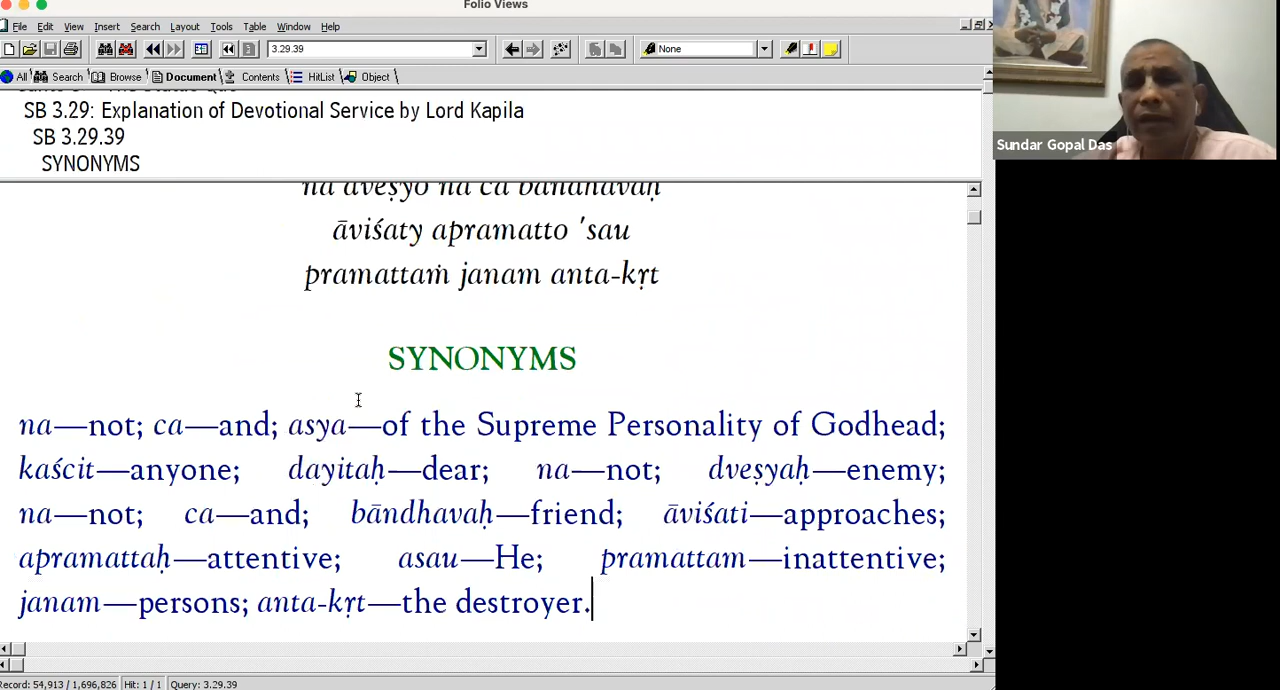 Folio Views
File Edit View Insert Search Layout Tools Table Window Help
3.29.39 None
All Search Browse Document Contents HitList Object
SB 3.29: Explanation of Devotional Service by Lord Kapila
SB 3.29.39
SYNONYMS
Sundar Gopal Das
na dveṣyo na ca bāndhavaḥ
āviśaty apramatto 'sau
pramattaṁ janam anta-kṛt
SYNONYMS
na—not; ca—and; asya—of the Supreme Personality of Godhead;
kaścit—anyone; dayitaḥ—dear; na—not; dveṣyaḥ—enemy;
na—not; ca—and; bāndhavaḥ—friend; āviśati—approaches;
apramattaḥ—attentive; asau—He; pramattam—inattentive;
janam—persons; anta-kṛt—the destroyer.
Record: 54,913 / 1,696,826 Hit: 1 / 1 Query: 3.29.39